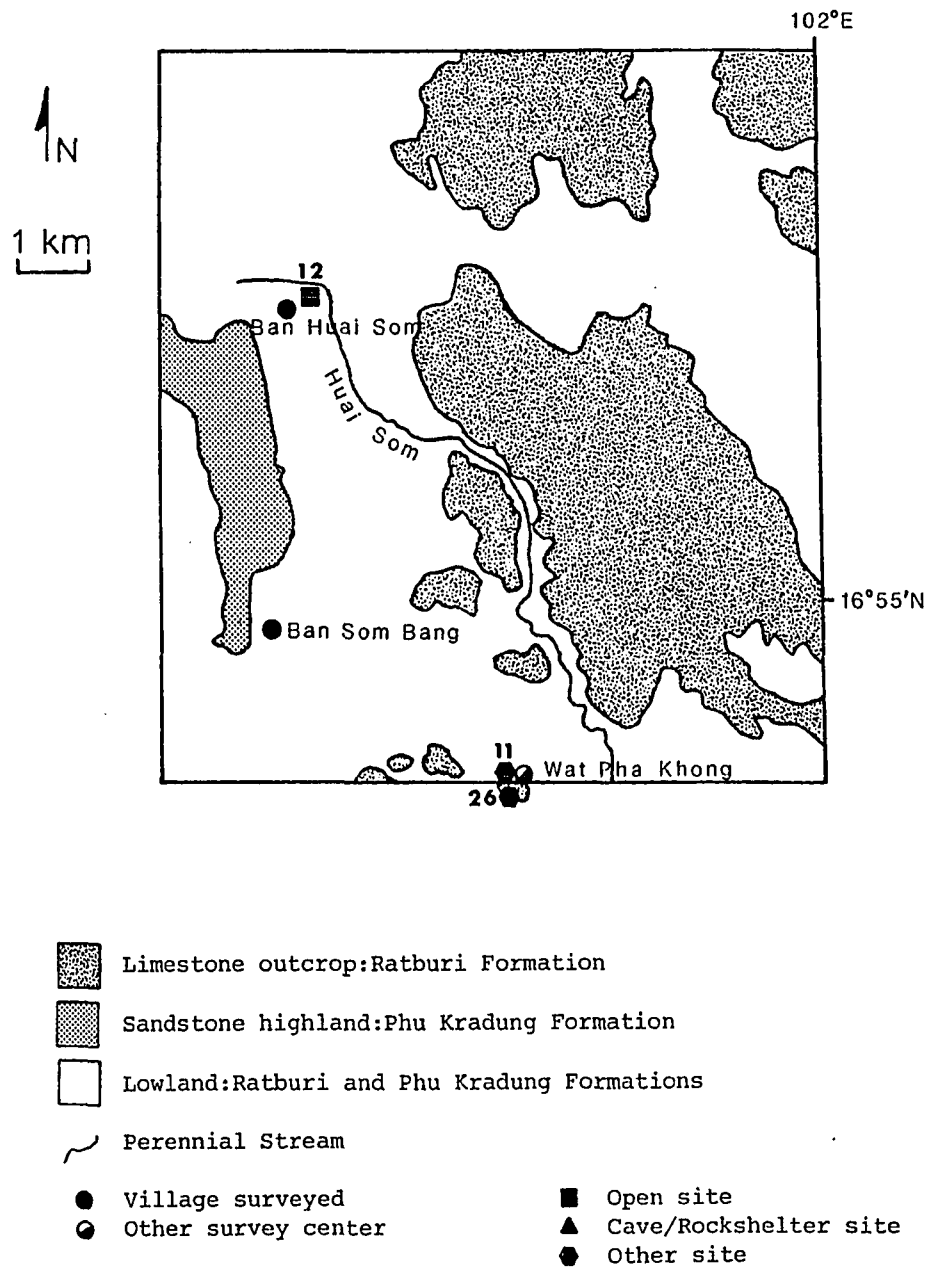 102°E
N
1 km
12
Ban Huai Som
Huai Som
16°55'N
Ban Som Bang
11
Wat Pha Khong
26
Limestone outcrop:Ratburi Formation
Sandstone highland:Phu Kradung Formation
Lowland:Ratburi and Phu Kradung Formations
Perennial Stream
Village surveyed
Other survey center
Open site
Cave/Rockshelter site
Other site